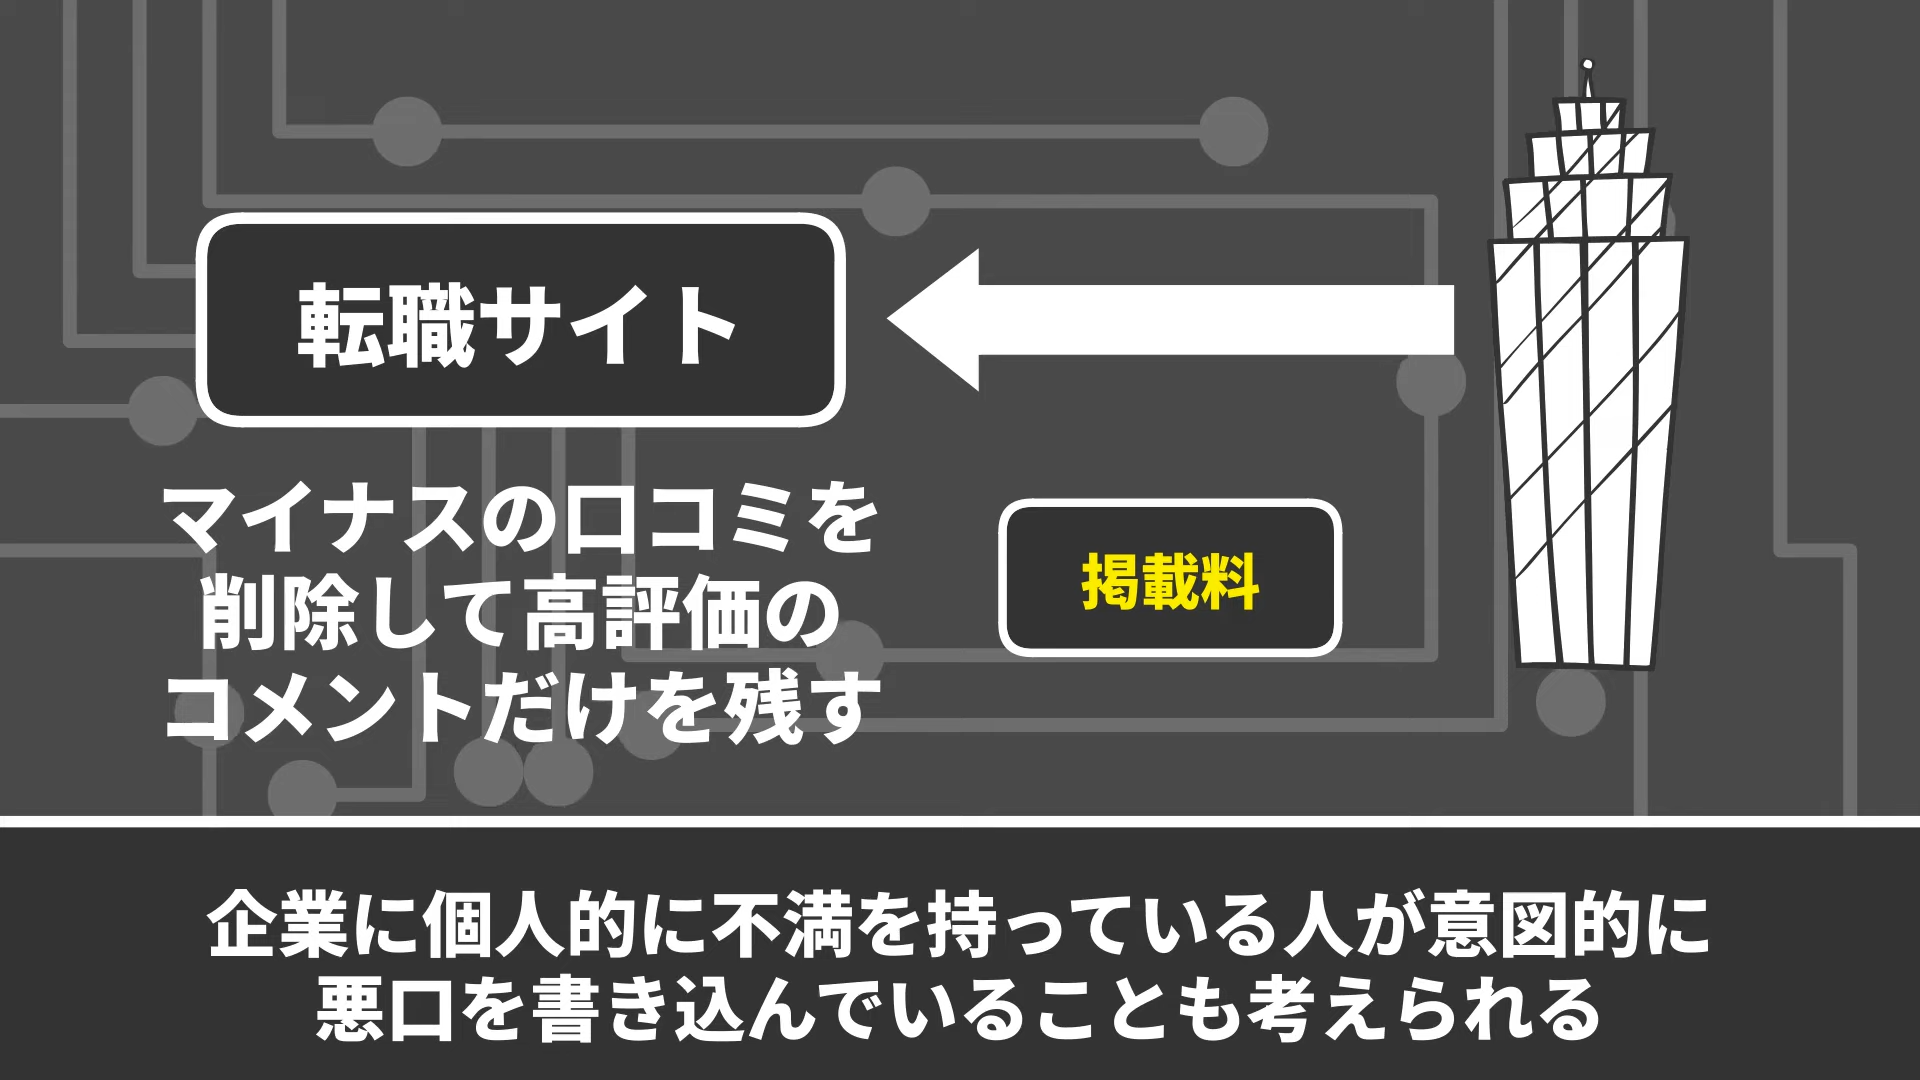 転職サイト
マイナスの口コミを
削除して高評価の
コメントだけを残す
掲載料
企業に個人的に不満を持っている人が意図的に
悪口を書き込んでいることも考えられる